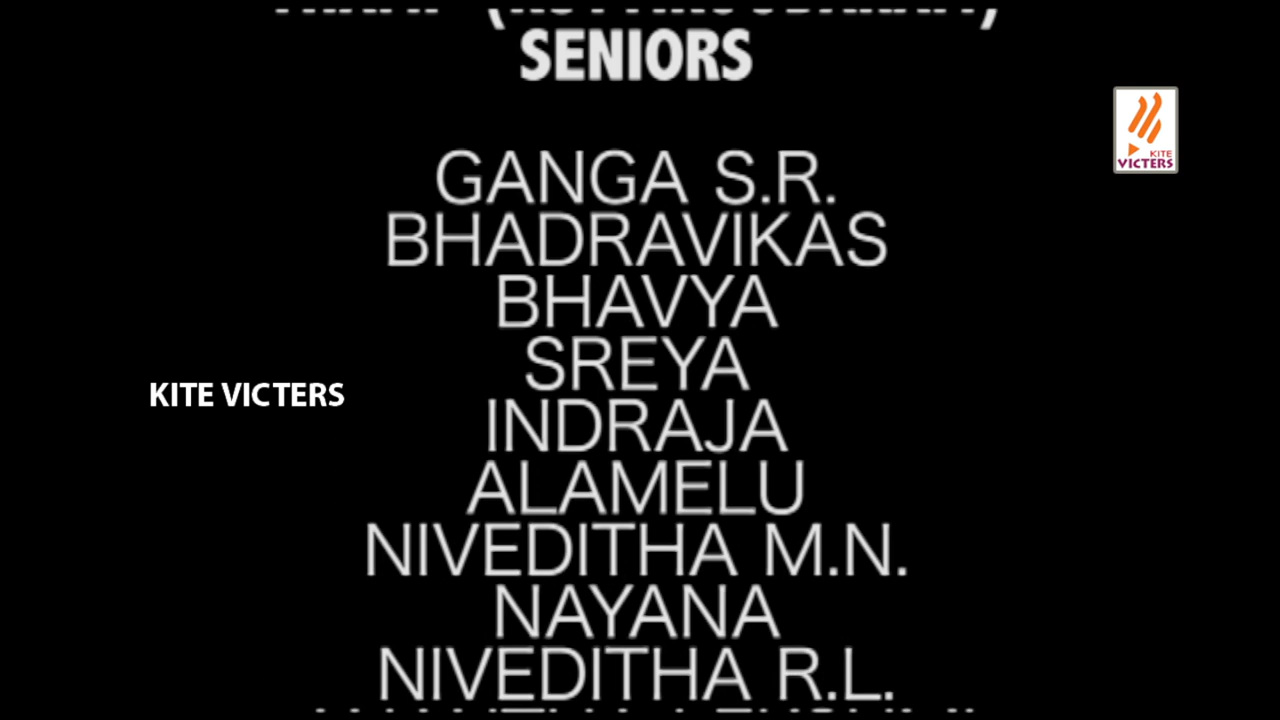 SENIORS
GANGA S.R.
BHADRAVIKAS
BHAVYA
SREYA
INDRAJA
ALAMELU
NIVEDITHA M.N.
NAYANA
NIVEDITHA R.L.
KITE VICTERS
KITE
VICTERS